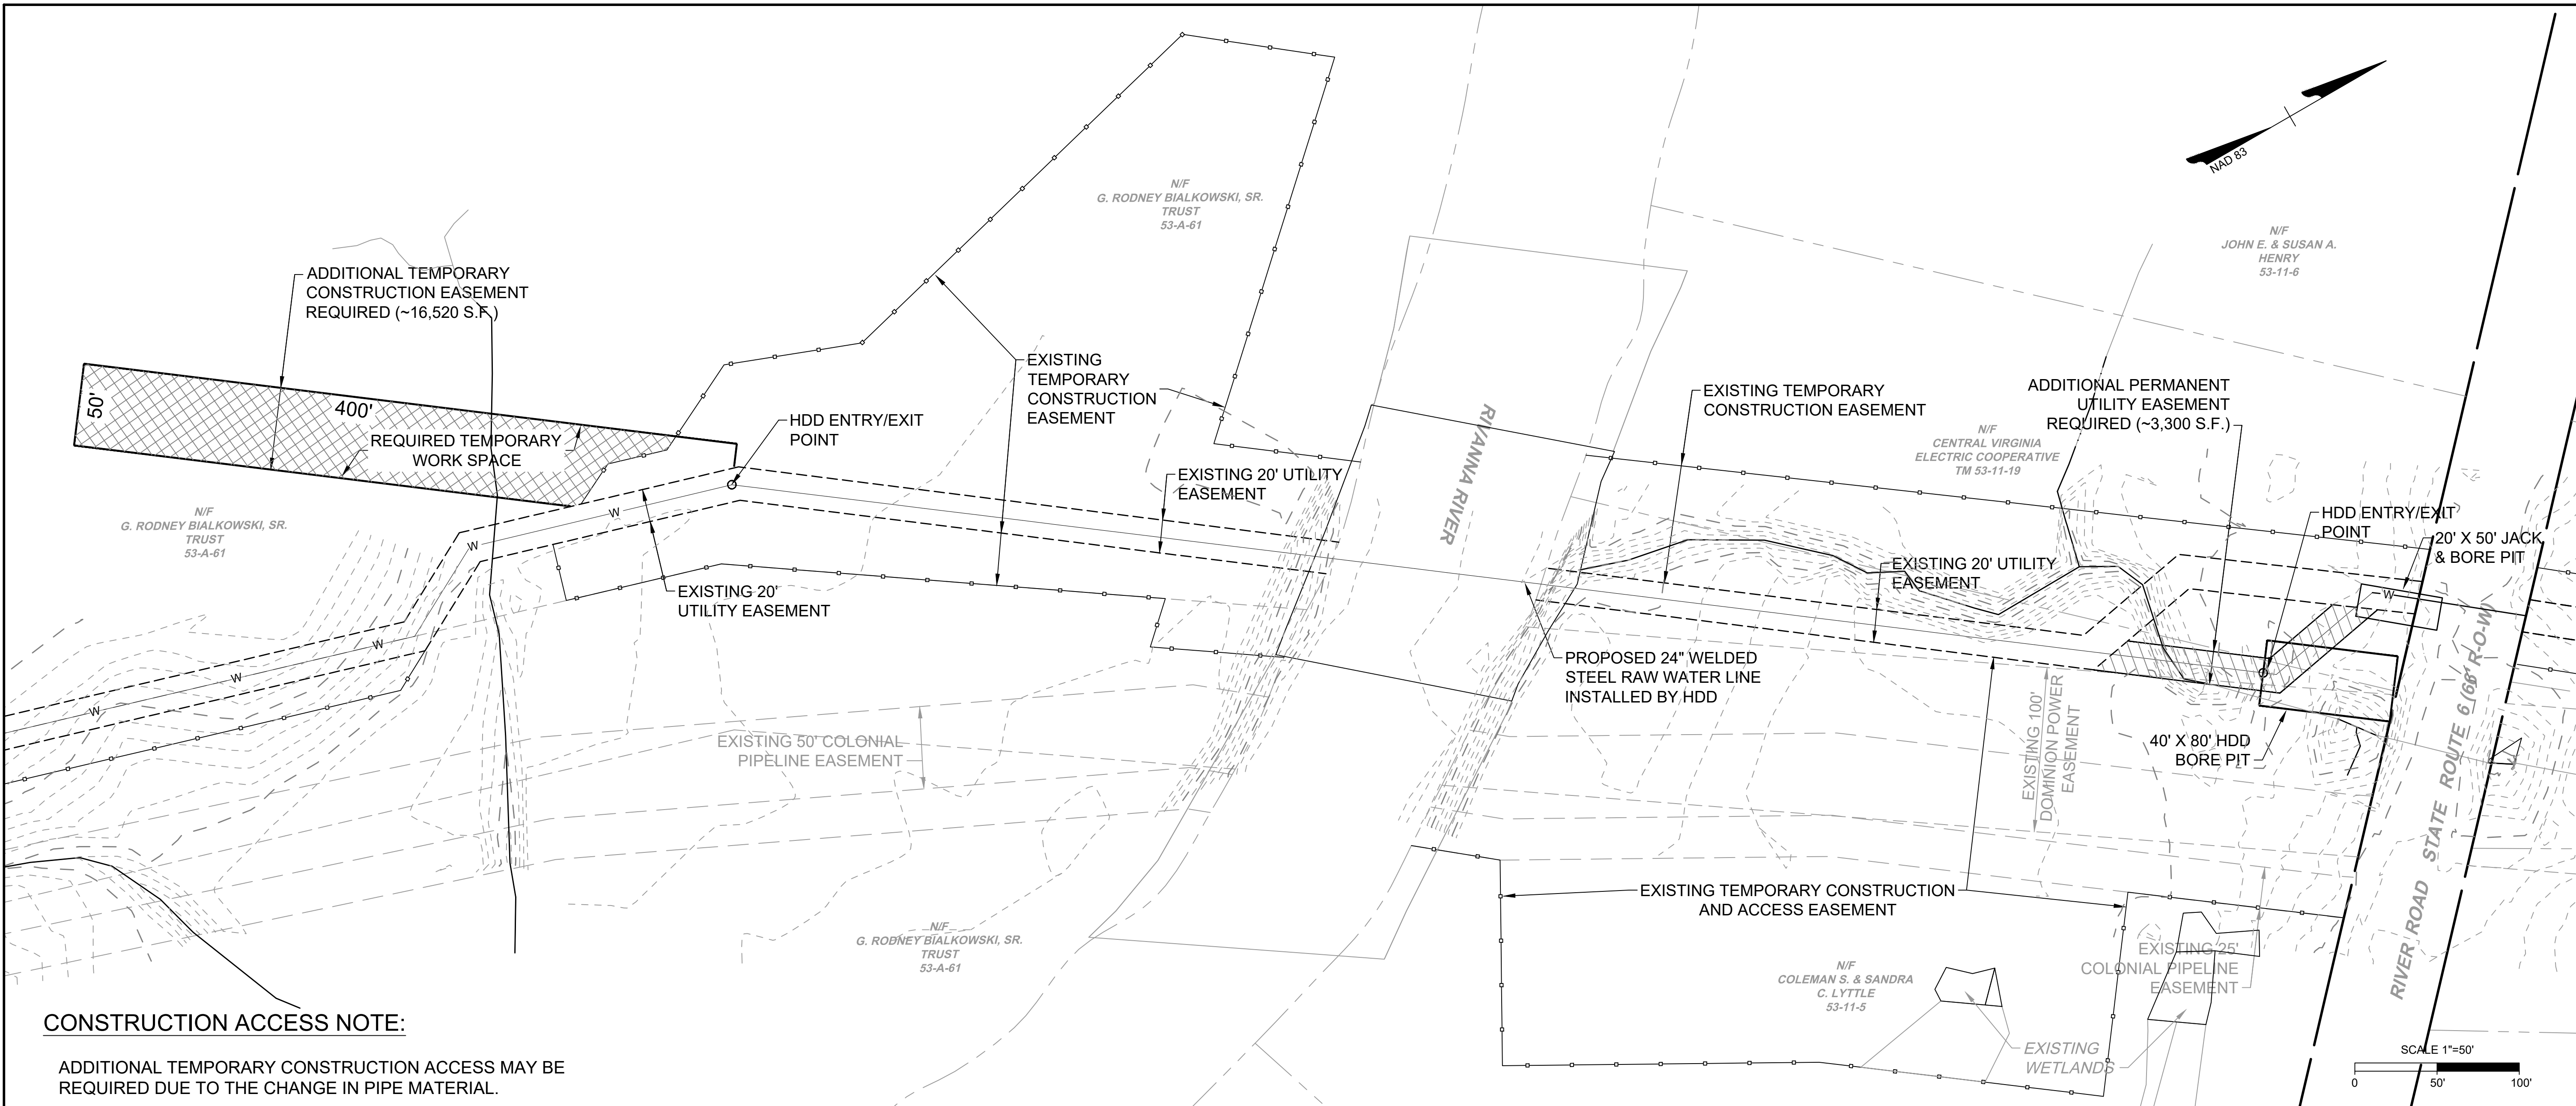 NAD 83
N/F
G. RODNEY BIALKOWSKI, SR.
TRUST
53-A-61
N/F
JOHN E. & SUSAN A.
HENRY
53-11-6
ADDITIONAL TEMPORARY
CONSTRUCTION EASEMENT
REQUIRED (~16,520 S.F.)
50'
400'
REQUIRED TEMPORARY
WORK SPACE
HDD ENTRY/EXIT
POINT
EXISTING
TEMPORARY
CONSTRUCTION
EASEMENT
EXISTING 20' UTILITY
EASEMENT
RIVANNA RIVER
EXISTING TEMPORARY
CONSTRUCTION EASEMENT
ADDITIONAL PERMANENT
UTILITY EASEMENT
REQUIRED (~3,300 S.F.)
N/F
CENTRAL VIRGINIA
ELECTRIC COOPERATIVE
TM 53-11-19
HDD ENTRY/EXIT
POINT
20' X 50' JACK
& BORE PIT
N/F
G. RODNEY BIALKOWSKI, SR.
TRUST
53-A-61
W
W
W
W
W
W
EXISTING 20'
UTILITY EASEMENT
EXISTING 20' UTILITY
EASEMENT
PROPOSED 24" WELDED
STEEL RAW WATER LINE
INSTALLED BY HDD
EXISTING 100'
DOMINION POWER
EASEMENT
40' X 80' HDD
BORE PIT
EXISTING 50' COLONIAL
PIPELINE EASEMENT
EXISTING TEMPORARY CONSTRUCTION
AND ACCESS EASEMENT
RIVER ROAD STATE ROUTE 6 (66' R-O-W)
N/F
G. RODNEY BIALKOWSKI, SR.
TRUST
53-A-61
N/F
COLEMAN S. & SANDRA
C. LYTTLE
53-11-5
EXISTING 25'
COLONIAL PIPELINE
EASEMENT
EXISTING
WETLANDS
CONSTRUCTION ACCESS NOTE:
ADDITIONAL TEMPORARY CONSTRUCTION ACCESS MAY BE
REQUIRED DUE TO THE CHANGE IN PIPE MATERIAL.
SCALE 1"=50'
0 50' 100'